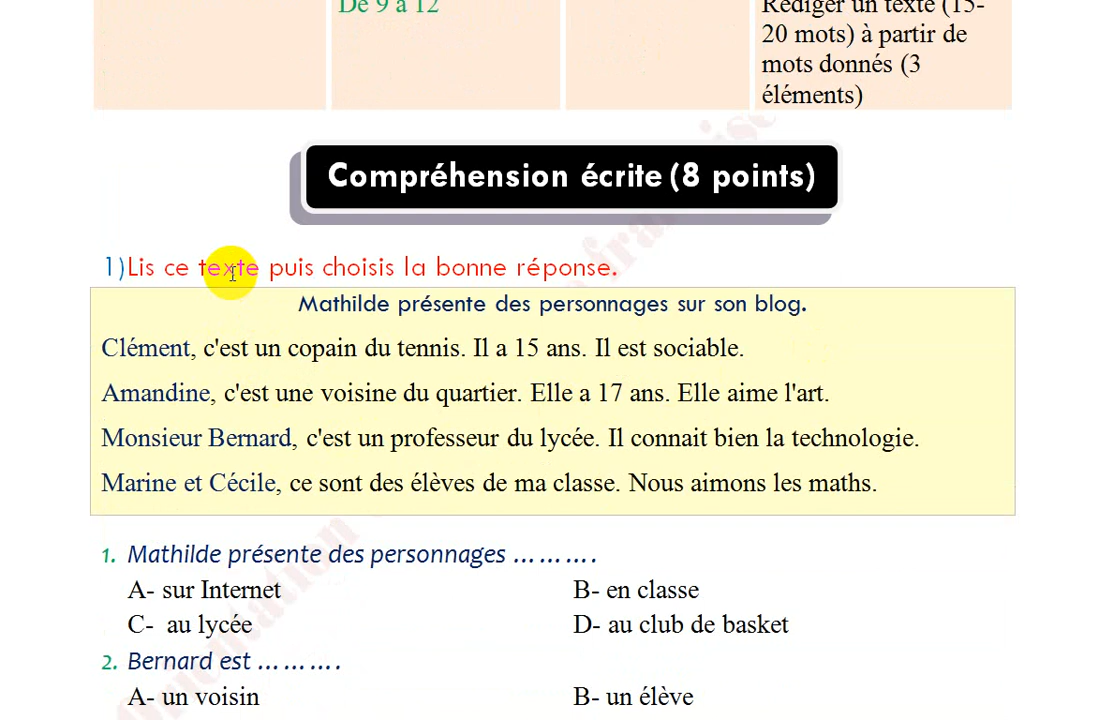 De 9 à 12
Rédiger un texte (15-
20 mots) à partir de
mots donnés (3
éléments)
Compréhension écrite (8 points)
1)Lis ce texte puis choisis la bonne réponse.
Mathilde présente des personnages sur son blog.
Clément, c'est un copain du tennis. Il a 15 ans. Il est sociable.
Amandine, c'est une voisine du quartier. Elle a 17 ans. Elle aime l'art.
Monsieur Bernard, c'est un professeur du lycée. Il connait bien la technologie.
Marine et Cécile, ce sont des élèves de ma classe. Nous aimons les maths.
1. Mathilde présente des personnages ……….
A- sur Internet
B- en classe
C- au lycée
D- au club de basket
2. Bernard est ……….
A- un voisin
B- un élève